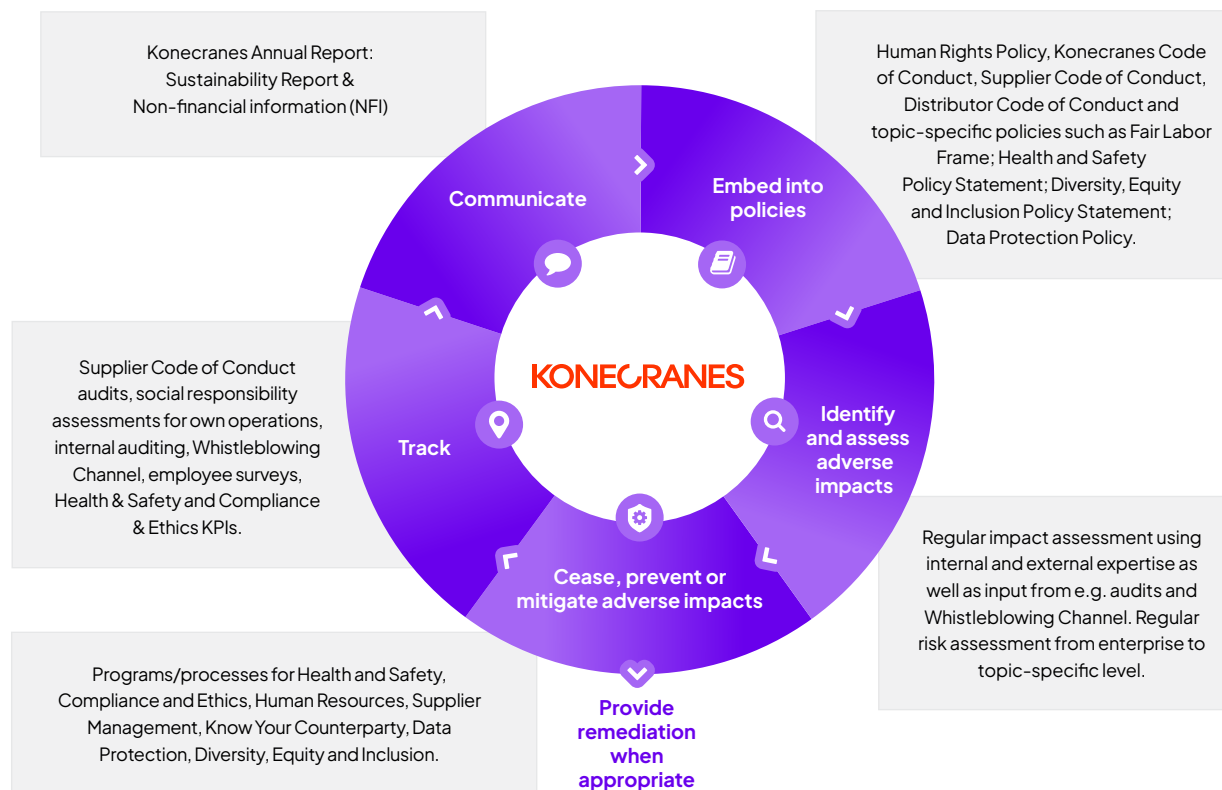 Konecranes Annual Report:
Sustainability Report &
Non-financial information (NFI)
Human Rights Policy, Konecranes Code
of Conduct, Supplier Code of Conduct,
Distributor Code of Conduct and
topic-specific policies such as Fair Labor
Frame; Health and Safety
Policy Statement; Diversity, Equity
and Inclusion Policy Statement;
Data Protection Policy.
Communicate
Embed into
policies
KONECRANES
Supplier Code of Conduct
audits, social responsibility
assessments for own operations,
internal auditing, Whistleblowing
Channel, employee surveys,
Health & Safety and Compliance
& Ethics KPIs.
Track
Identify
and assess
adverse
impacts
Cease, prevent or
mitigate adverse impacts
Regular impact assessment using
internal and external expertise as
well as input from e.g. audits and
Whistleblowing Channel. Regular
risk assessment from enterprise to
topic-specific level.
Programs/processes for Health and Safety,
Compliance and Ethics, Human Resources, Supplier
Management, Know Your Counterparty, Data
Protection, Diversity, Equity and Inclusion.
Provide
remediation
when
appropriate